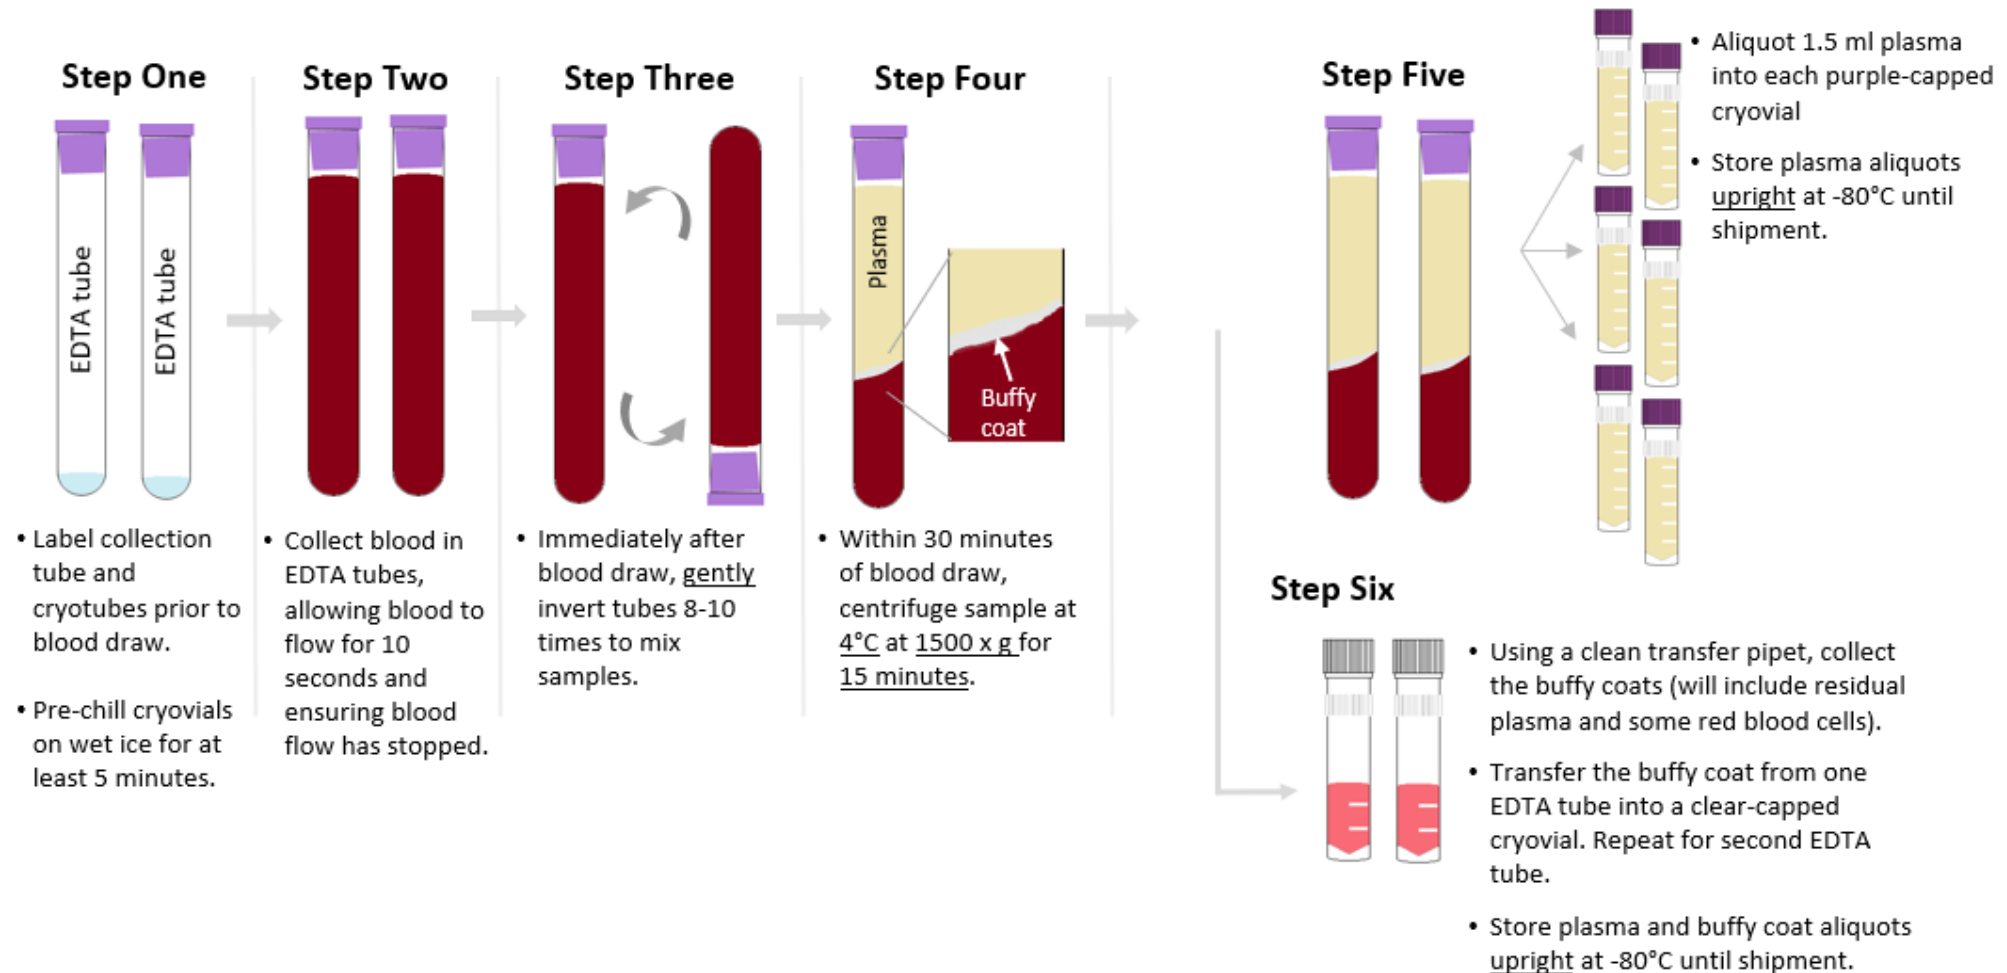 Step One
EDTA tube
EDTA tube
• Label collection
tube and
cryotubes prior to
blood draw.
• Pre-chill cryovials
on wet ice for at
least 5 minutes.
Step Two
• Collect blood in
EDTA tubes,
allowing blood to
flow for 10
seconds and
ensuring blood
flow has stopped.
Step Three
• Immediately after
blood draw, gently
invert tubes 8-10
times to mix
samples.
Step Four
Plasma
Buffy
coat
• Within 30 minutes
of blood draw,
centrifuge sample at
4°C at 1500 x g for
15 minutes.
Step Five
• Aliquot 1.5 ml plasma
into each purple-capped
cryovial
• Store plasma aliquots
upright at -80°C until
shipment.
Step Six
• Using a clean transfer pipet, collect
the buffy coats (will include residual
plasma and some red blood cells).
• Transfer the buffy coat from one
EDTA tube into a clear-capped
cryovial. Repeat for second EDTA
tube.
• Store plasma and buffy coat aliquots
upright at -80°C until shipment.